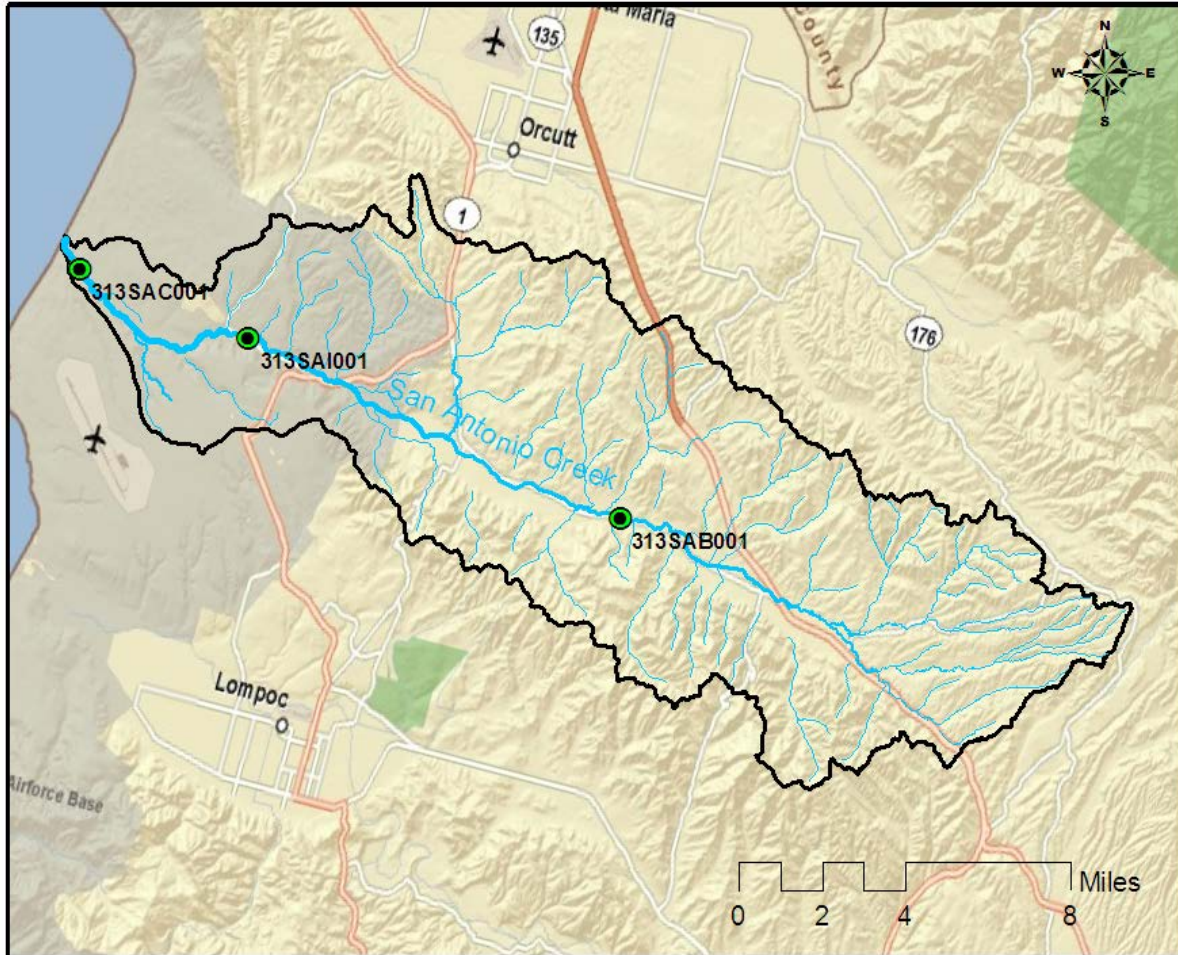 Maria
135
County
N
W E
S
Orcutt
1
313SAC001
313SAI001
176
San Antonio Creek
313SAB001
Lompoc
Airforce Base
Miles
0 2 4 8